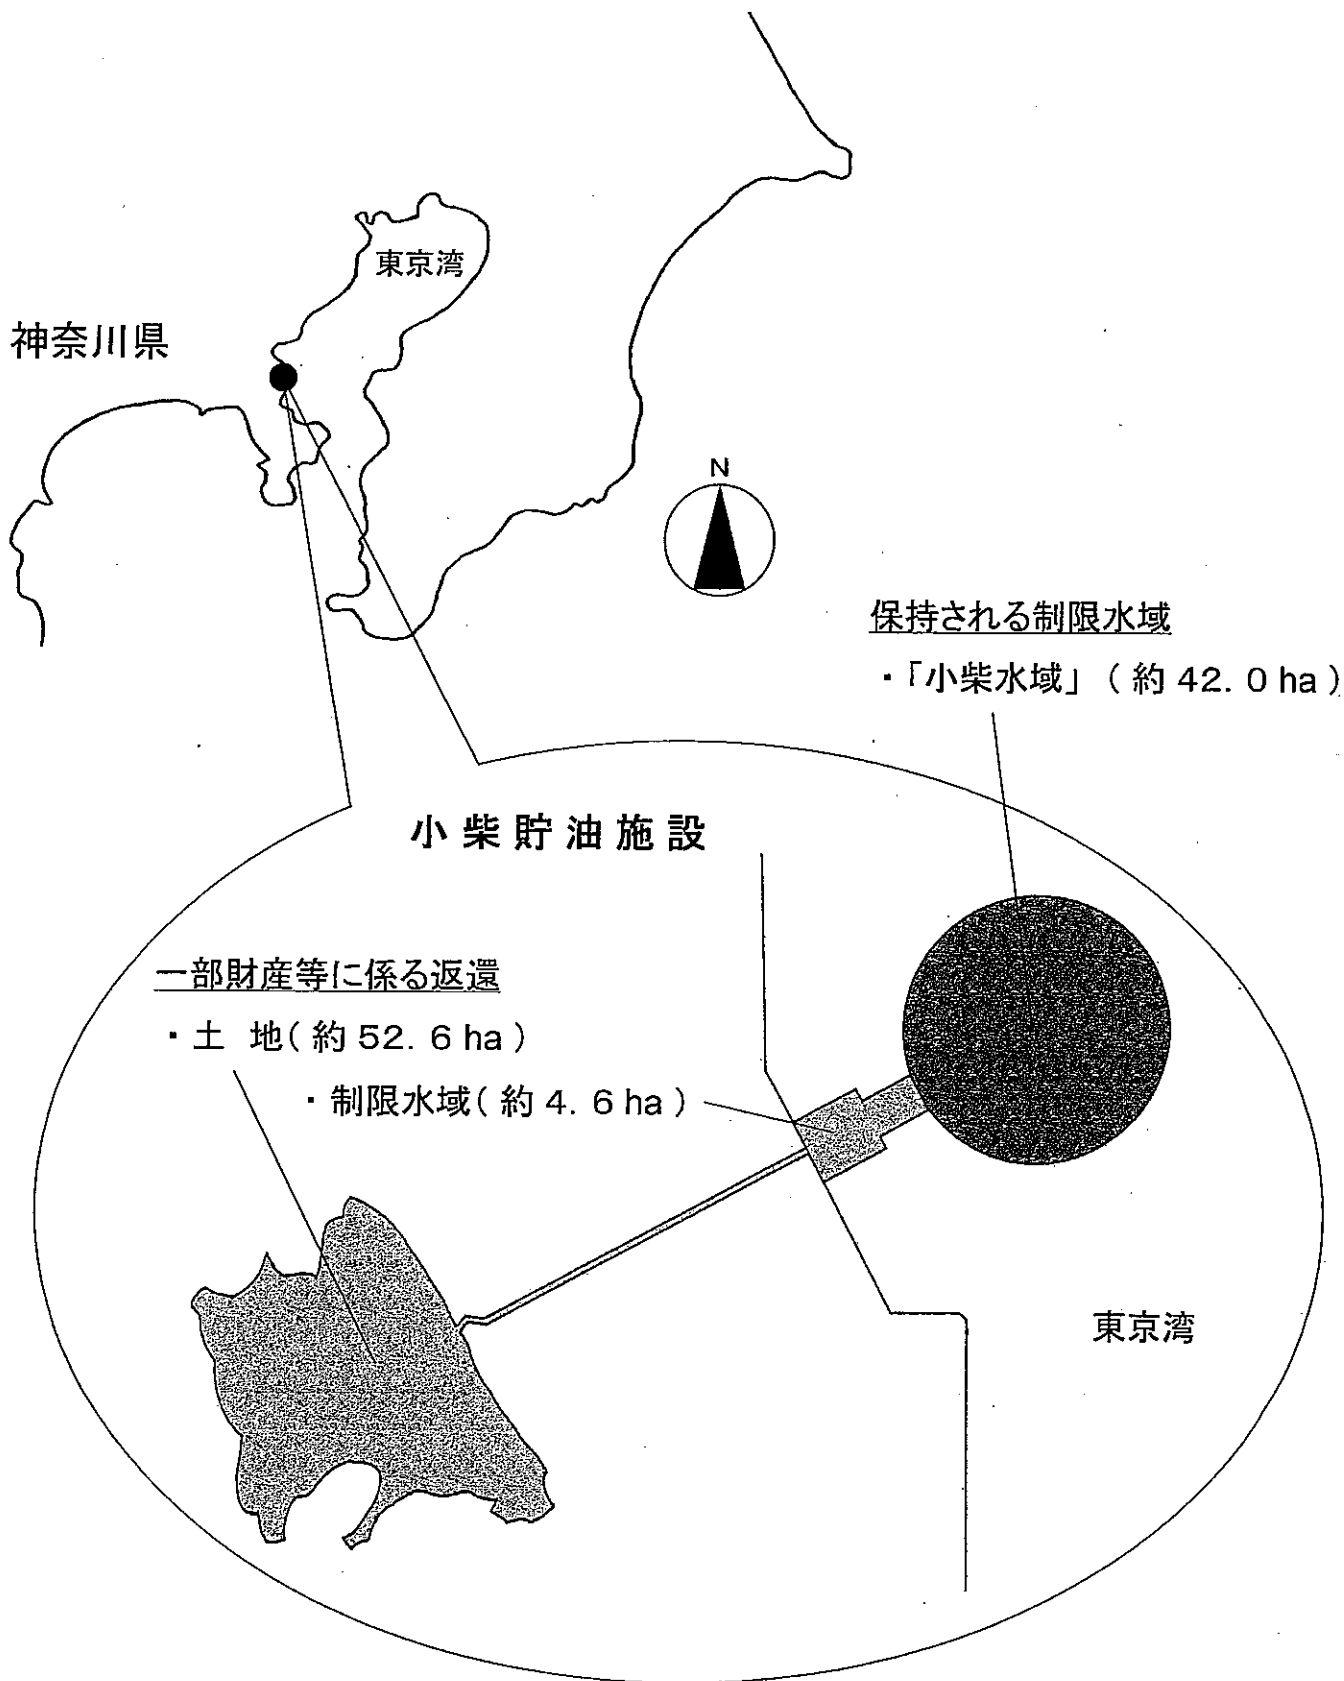 東京湾
神奈川県
N
保持される制限水域
・「小柴水域」（約 42．0 ha）
小柴貯油施設
一部財産等に係る返還
・土 地（約 52．6 ha）
・制限水域（約 4．6 ha）
東京湾